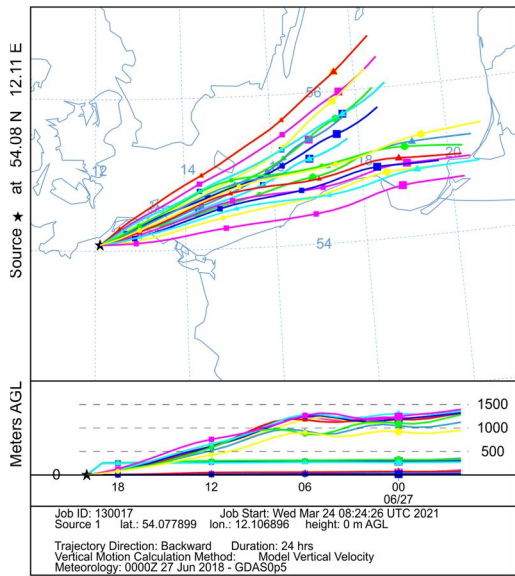 Source ★ at 54.08 N 12.11 E
56
12
14
18
20
54
Meters AGL
1500
1000
500
0
18 12 06 00
06/27
Job ID: 130017 Job Start: Wed Mar 24 08:24:26 UTC 2021
Source 1 lat.: 54.077899 lon.: 12.106896 height: 0 m AGL
Trajectory Direction: Backward Duration: 24 hrs
Vertical Motion Calculation Method: Model Vertical Velocity
Meteorology: 0000Z 27 Jun 2018 - GDAS0p5